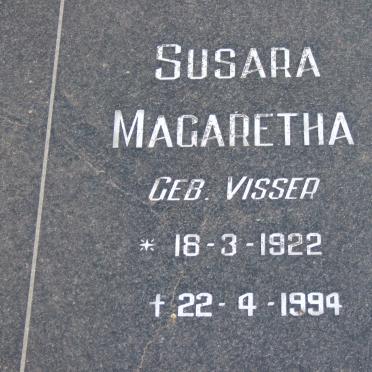 SUSARA
MAGARETHA
GEB. VISSER
* 18-3-1922
† 22-4-1994